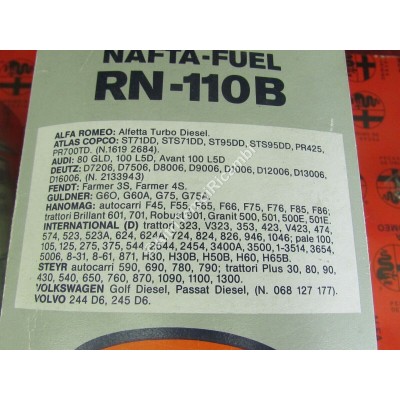 NAFTA-FUEL
RN-110B
ALFA ROMEO: Alfetta Turbo Diesel.
ATLAS COPCO: ST71DD, STS71DD, ST95DD, STS95DD, PR425,
PR700TD. (N.1619 2684).
AUDI: 80 GLD, 100 L5D, Avant 100 L5D
DEUTZ: D7206, D7506, D8006, D9006, D1006, D12006, D13006,
D16006, (N. 2133943)
FENDT: Farmer 3S, Farmer 4S.
GULDNER: G6O, G60A, G75, G75A.
HANOMAG: autocarri F45, F55, F65, F66, F75, F76, F85, F86;
trattori Brillant 601, 701, Robust 901, Granit 500, 501, 500E, 501E.
INTERNATIONAL (D) trattori 323, V323, 353, 423, V423, 474,
574, 523, 523A, 624, 624A, 724, 824, 826, 946, 1046; pale 100,
105, 125, 275, 375, 544, 2544, 2454, 3400A, 3500, 1-3514, 3654,
5006, 8-31, 8-61, 871, H30, H30B, H50B, H60, H65B.
STEYR autocarri 590, 690, 780, 790; trattori Plus 30, 80, 90,
430, 540, 650, 760, 870, 1090, 1100, 1300.
VOLKSWAGEN Golf Diesel, Passat Diesel, (N. 068 127 177).
VOLVO 244 D6, 245 D6.